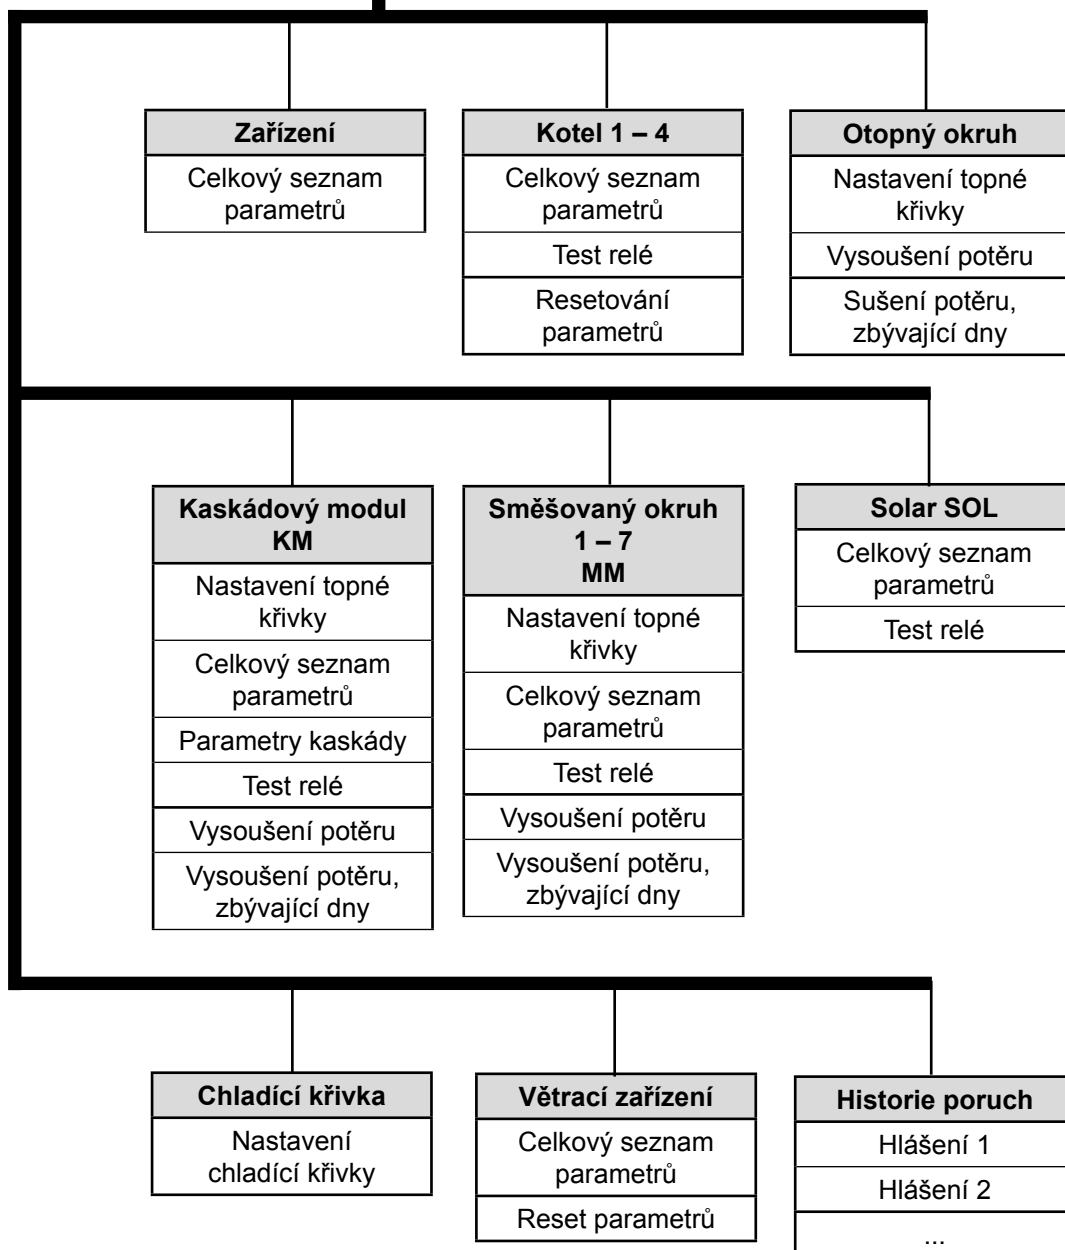 Zařízení
Celkový seznam
parametrů
Kotel 1 – 4
Celkový seznam
parametrů
Test relé
Resetování
parametrů
Otopný okruh
Nastavení topné
křivky
Vysoušení potěru
Sušení potěru,
zbývající dny
Kaskádový modul
KM
Nastavení topné
křivky
Celkový seznam
parametrů
Parametry kaskády
Test relé
Vysoušení potěru
Vysoušení potěru,
zbývající dny
Směšovaný okruh
1 – 7
MM
Nastavení topné
křivky
Celkový seznam
parametrů
Test relé
Vysoušení potěru
Vysoušení potěru,
zbývající dny
Solar SOL
Celkový seznam
parametrů
Test relé
Chladící křivka
Nastavení
chladící křivky
Větrací zařízení
Celkový seznam
parametrů
Reset parametrů
Historie poruch
Hlášení 1
Hlášení 2
...